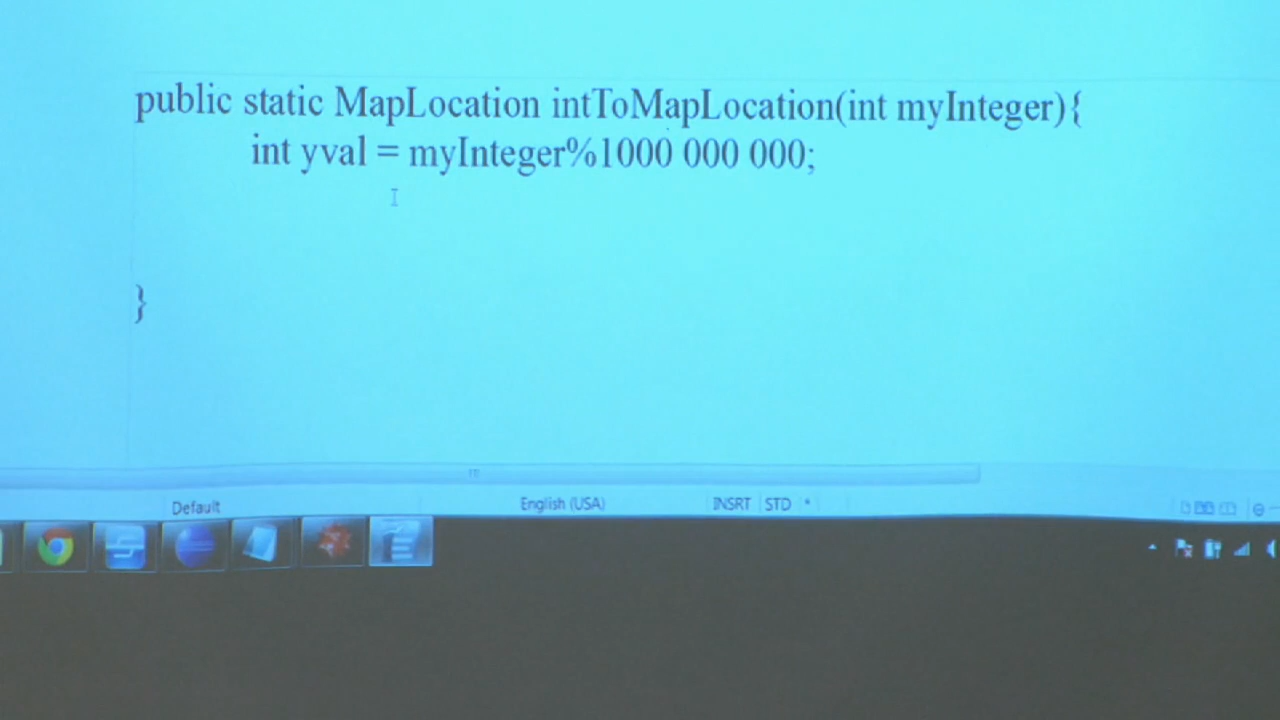 public static MapLocation intToMapLocation(int myInteger){
int yval = myInteger%1000 000 000;
}
Default English (USA) INSRT STD *